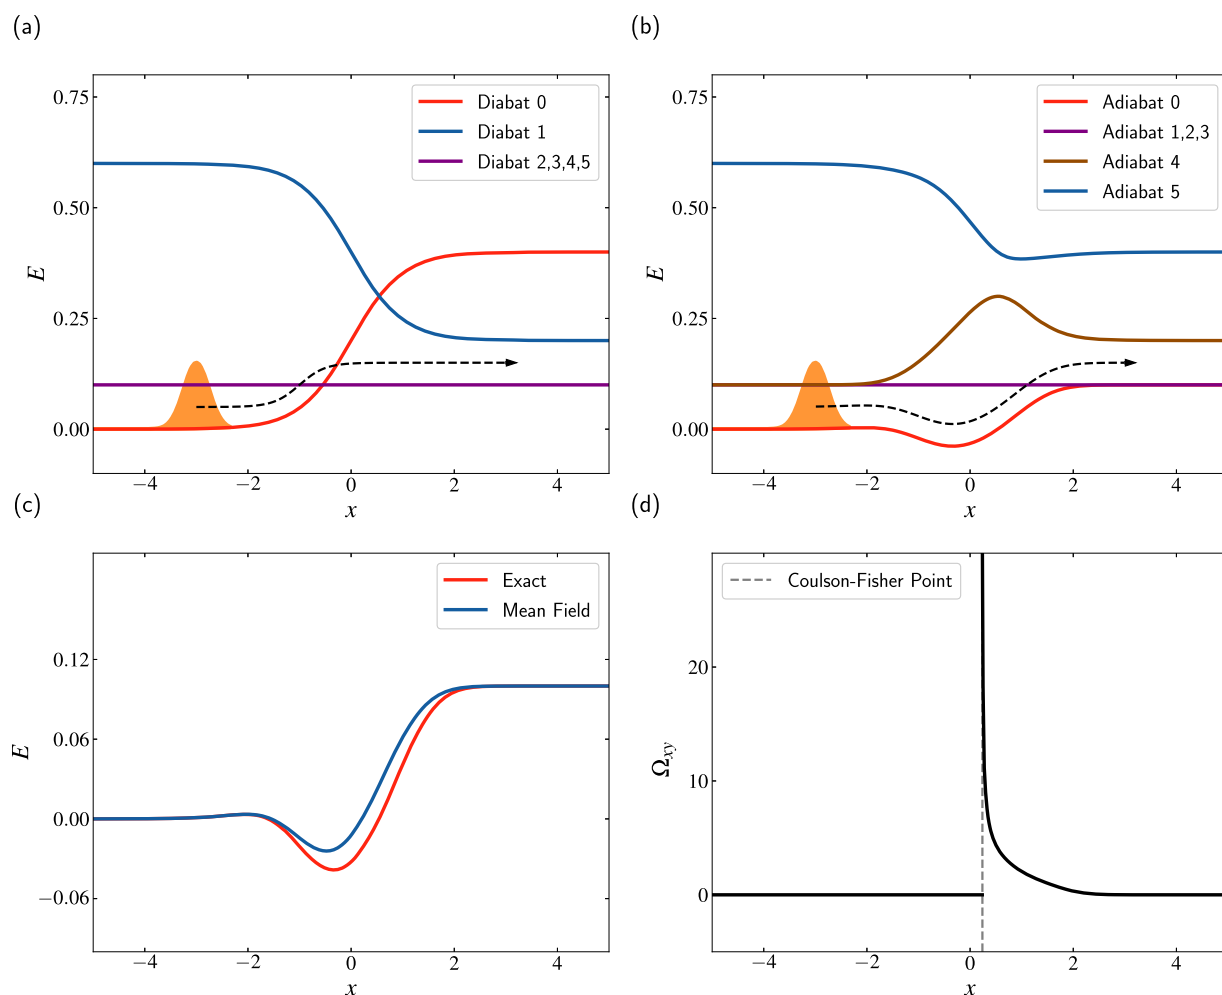 (a)
0.75
0.50
0.25
0.00
E
−4
−2
0
2
4
x
Diabat 0
Diabat 1
Diabat 2,3,4,5
(b)
0.75
0.50
0.25
0.00
E
−4
−2
0
2
4
x
Adiabat 0
Adiabat 1,2,3
Adiabat 4
Adiabat 5
(c)
0.12
0.06
0.00
−0.06
E
−4
−2
0
2
4
x
Exact
Mean Field
(d)
20
10
0
Ωxy
−4
−2
0
2
4
x
Coulson-Fisher Point